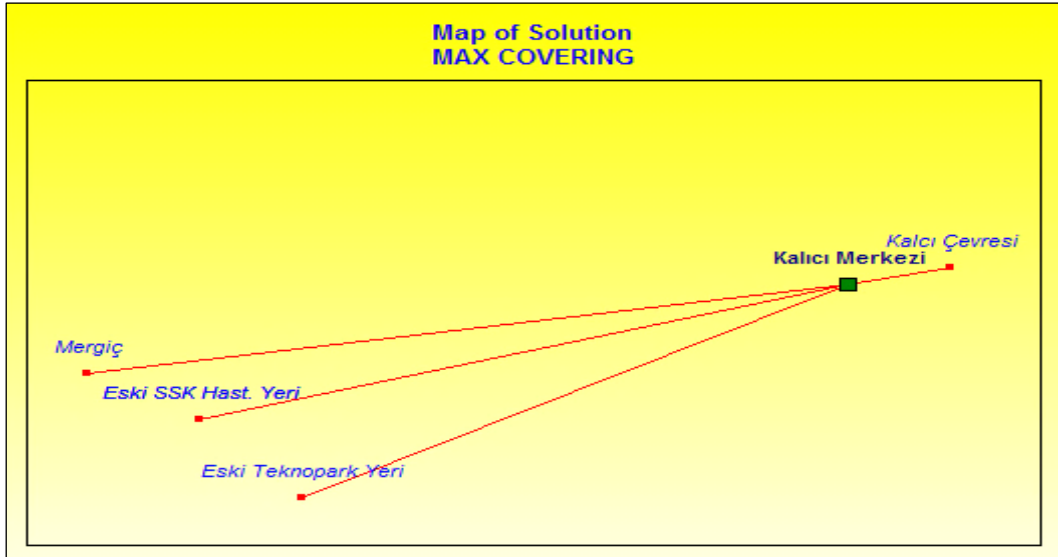 Map of Solution
MAX COVERING
Kalcı Çevresi
Kalıcı Merkezi
Mergiç
Eski SSK Hast. Yeri
Eski Teknopark Yeri